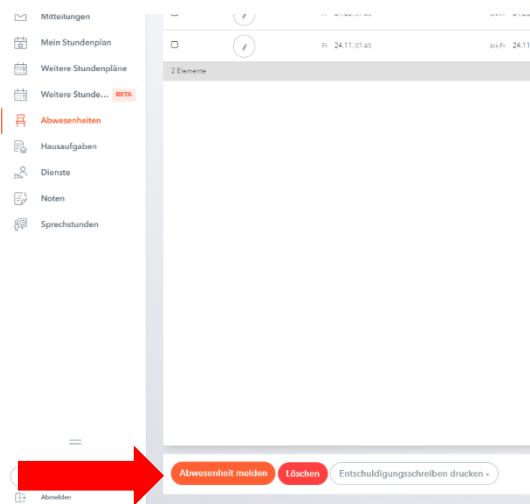 Mitteilungen
Mein Stundenplan
Fr 24.11. 07:45
bis Fr 24.11
Weitere Stundenpläne
2 Elemente
Weitere Stunde... BETA
Abwesenheiten
Hausaufgaben
Dienste
Noten
Sprechstunden
Abwesenheit melden Löschen Entschuldigungsschreiben drucken
Abmelden